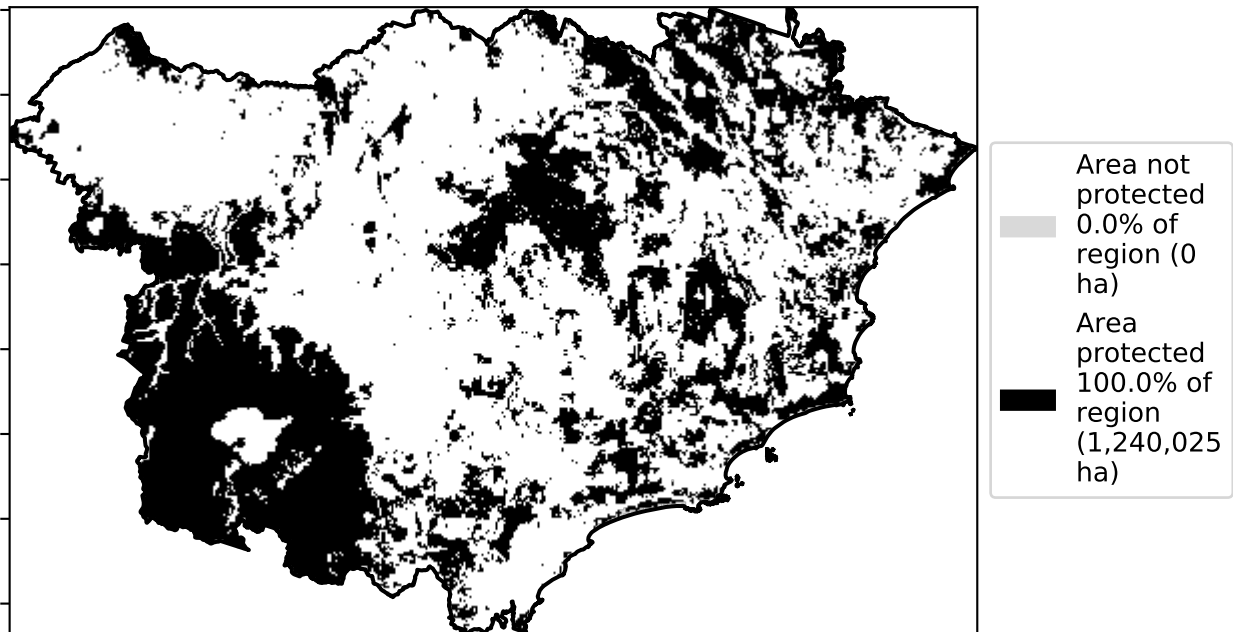 Area not
protected
0.0% of
region (0
ha)
Area
protected
100.0% of
region
(1,240,025
ha)